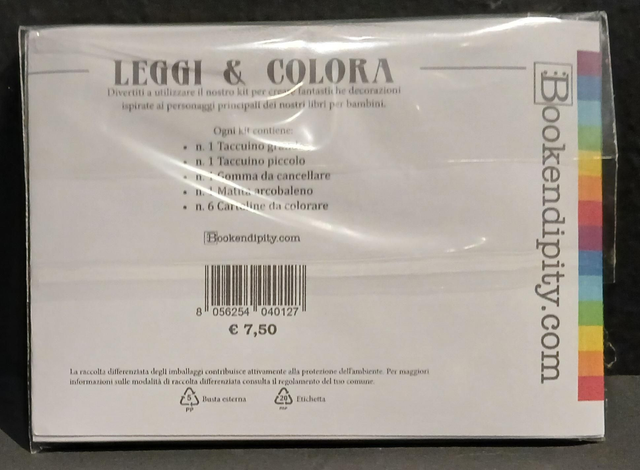 LEGGI & COLORA
Divertiti a utilizzare il nostro kit per creare fantastiche decorazioni
ispirate ai personaggi principali dei nostri libri per bambini.
Ogni kit contiene:
• n. 1 Taccuino grande
• n. 1 Taccuino piccolo
• n. 1 Gomma da cancellare
• n. 1 Matita arcobaleno
• n. 6 Cartoline da colorare
Bookendipity.com
8 056254 040127
€ 7,50
La raccolta differenziata degli imballaggi contribuisce attivamente alla protezione dell'ambiente. Per maggiori
informazioni sulle modalità di raccolta differenziata consulta il regolamento del tuo comune.
5 PP Busta esterna
20 Etichetta
Bookendipity.com